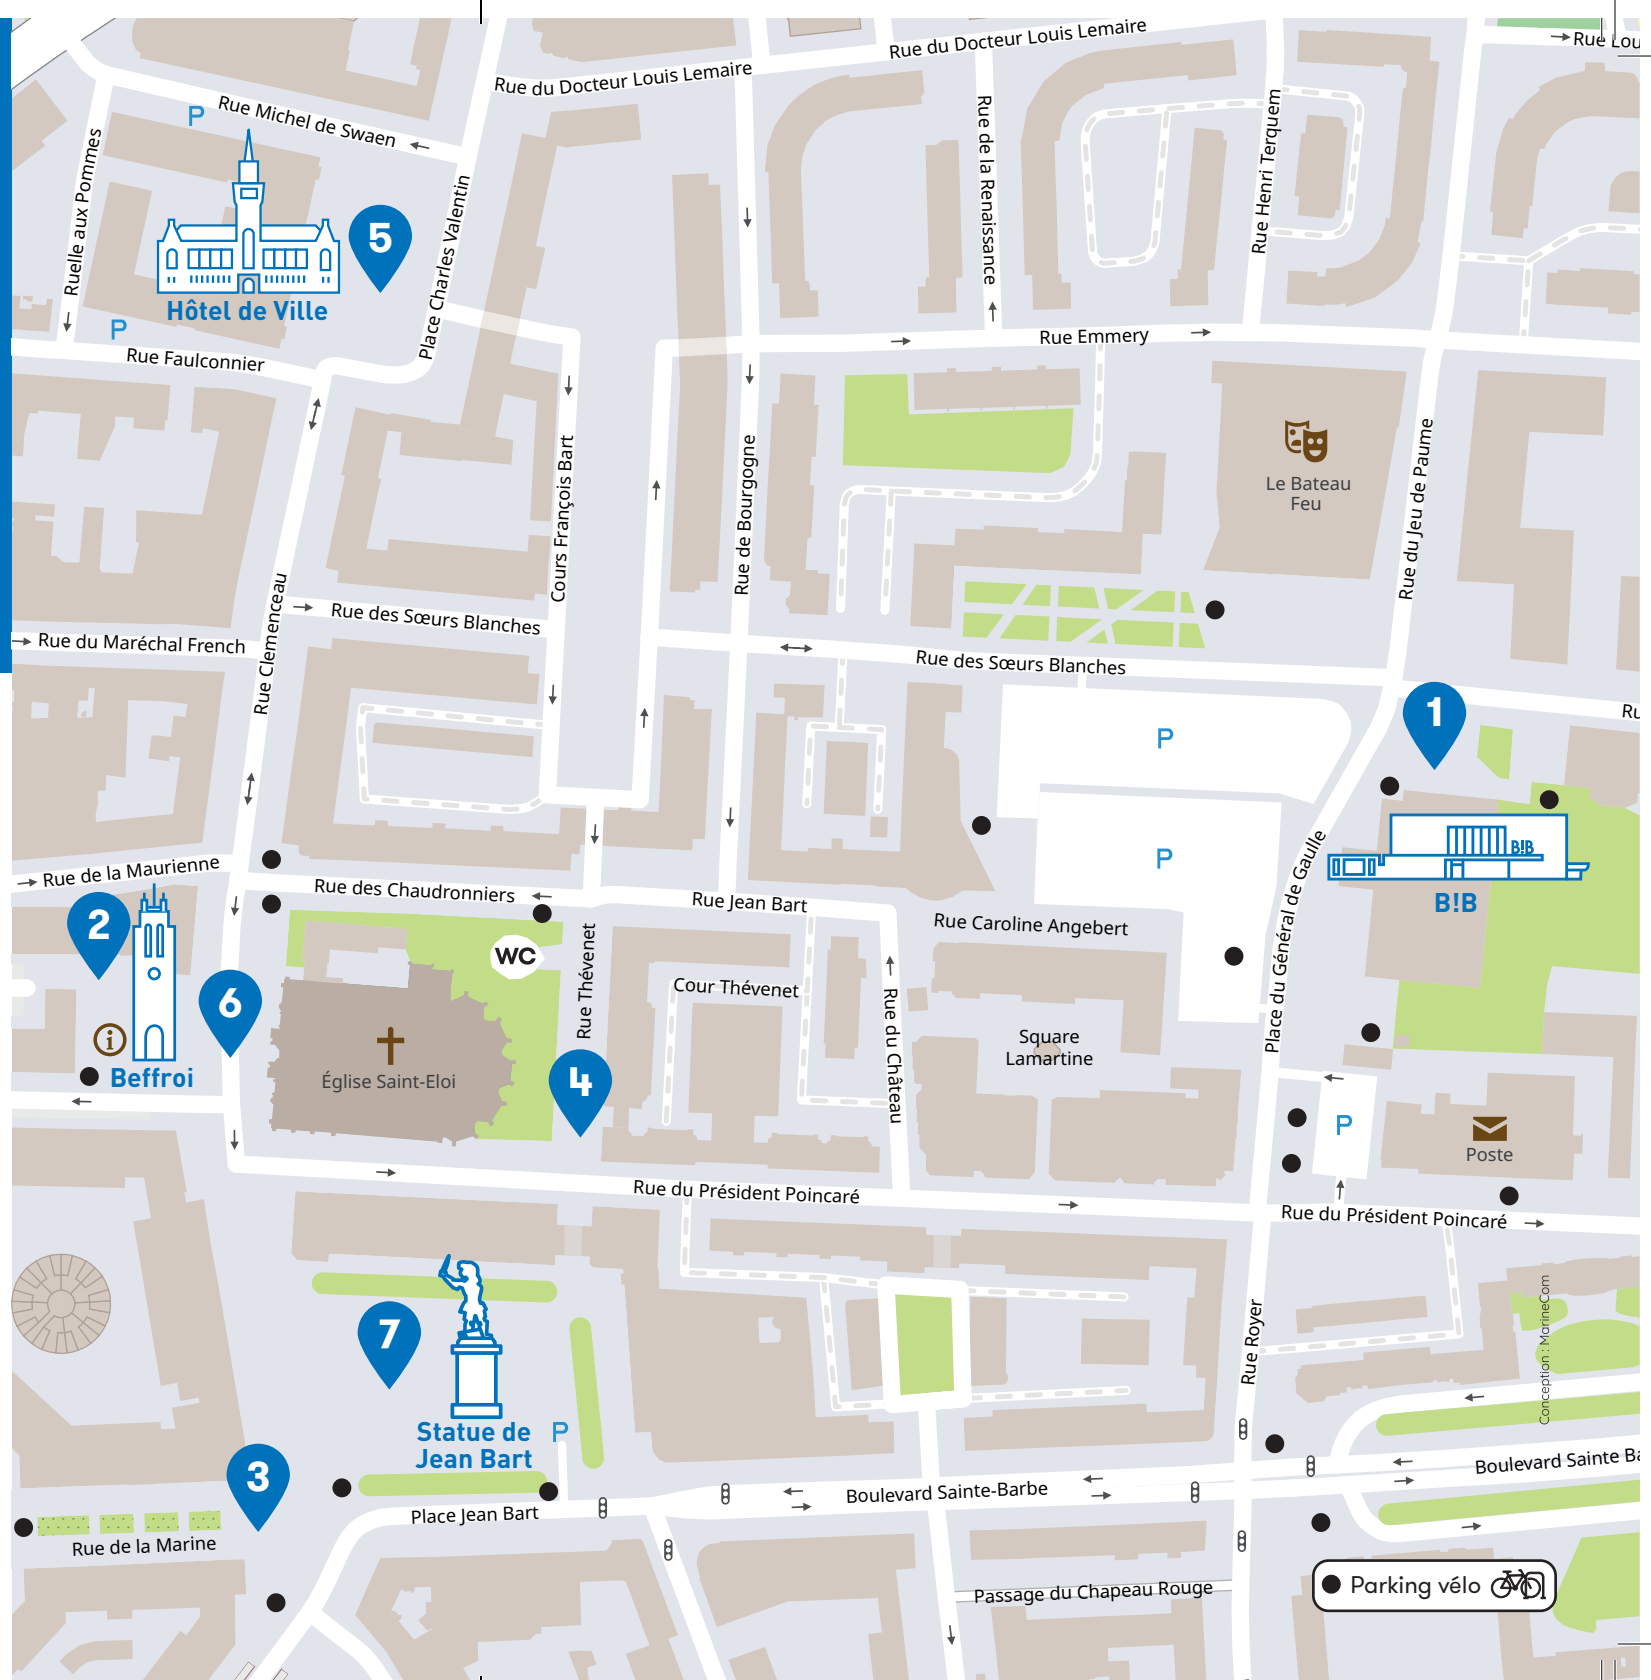 Rue du Docteur Louis Lemaire
Rue du Docteur Louis Lemaire
Rue Lou
P
Rue Michel de Swaen
Ruelle aux Pommes
Place Charles Valentin
Rue de la Renaissance
Rue Henri Terquem
5
Hôtel de Ville
P
Rue Faulconnier
Rue Emmery
Le Bateau
Feu
Rue du Jeu de Paume
Cours François Bart
Rue de Bourgogne
Rue des Sœurs Blanches
Rue du Maréchal French
Rue Clemenceau
Rue des Sœurs Blanches
1
Ru
P
P
Place du Général de Gaulle
B!B
B!B
Rue de la Maurienne
Rue des Chaudronniers
Rue Jean Bart
Rue Caroline Angebert
2
WC
Rue Thévenet
Cour Thévenet
Rue du Château
6
Square
Lamartine
i
Beffroi
Église Saint-Eloi
4
P
Poste
Rue du Président Poincaré
Rue du Président Poincaré
7
Rue Royer
Conception : MarineCom
Statue de
Jean Bart
P
3
Boulevard Sainte Ba
Boulevard Sainte-Barbe
Place Jean Bart
Rue de la Marine
Passage du Chapeau Rouge
Parking vélo